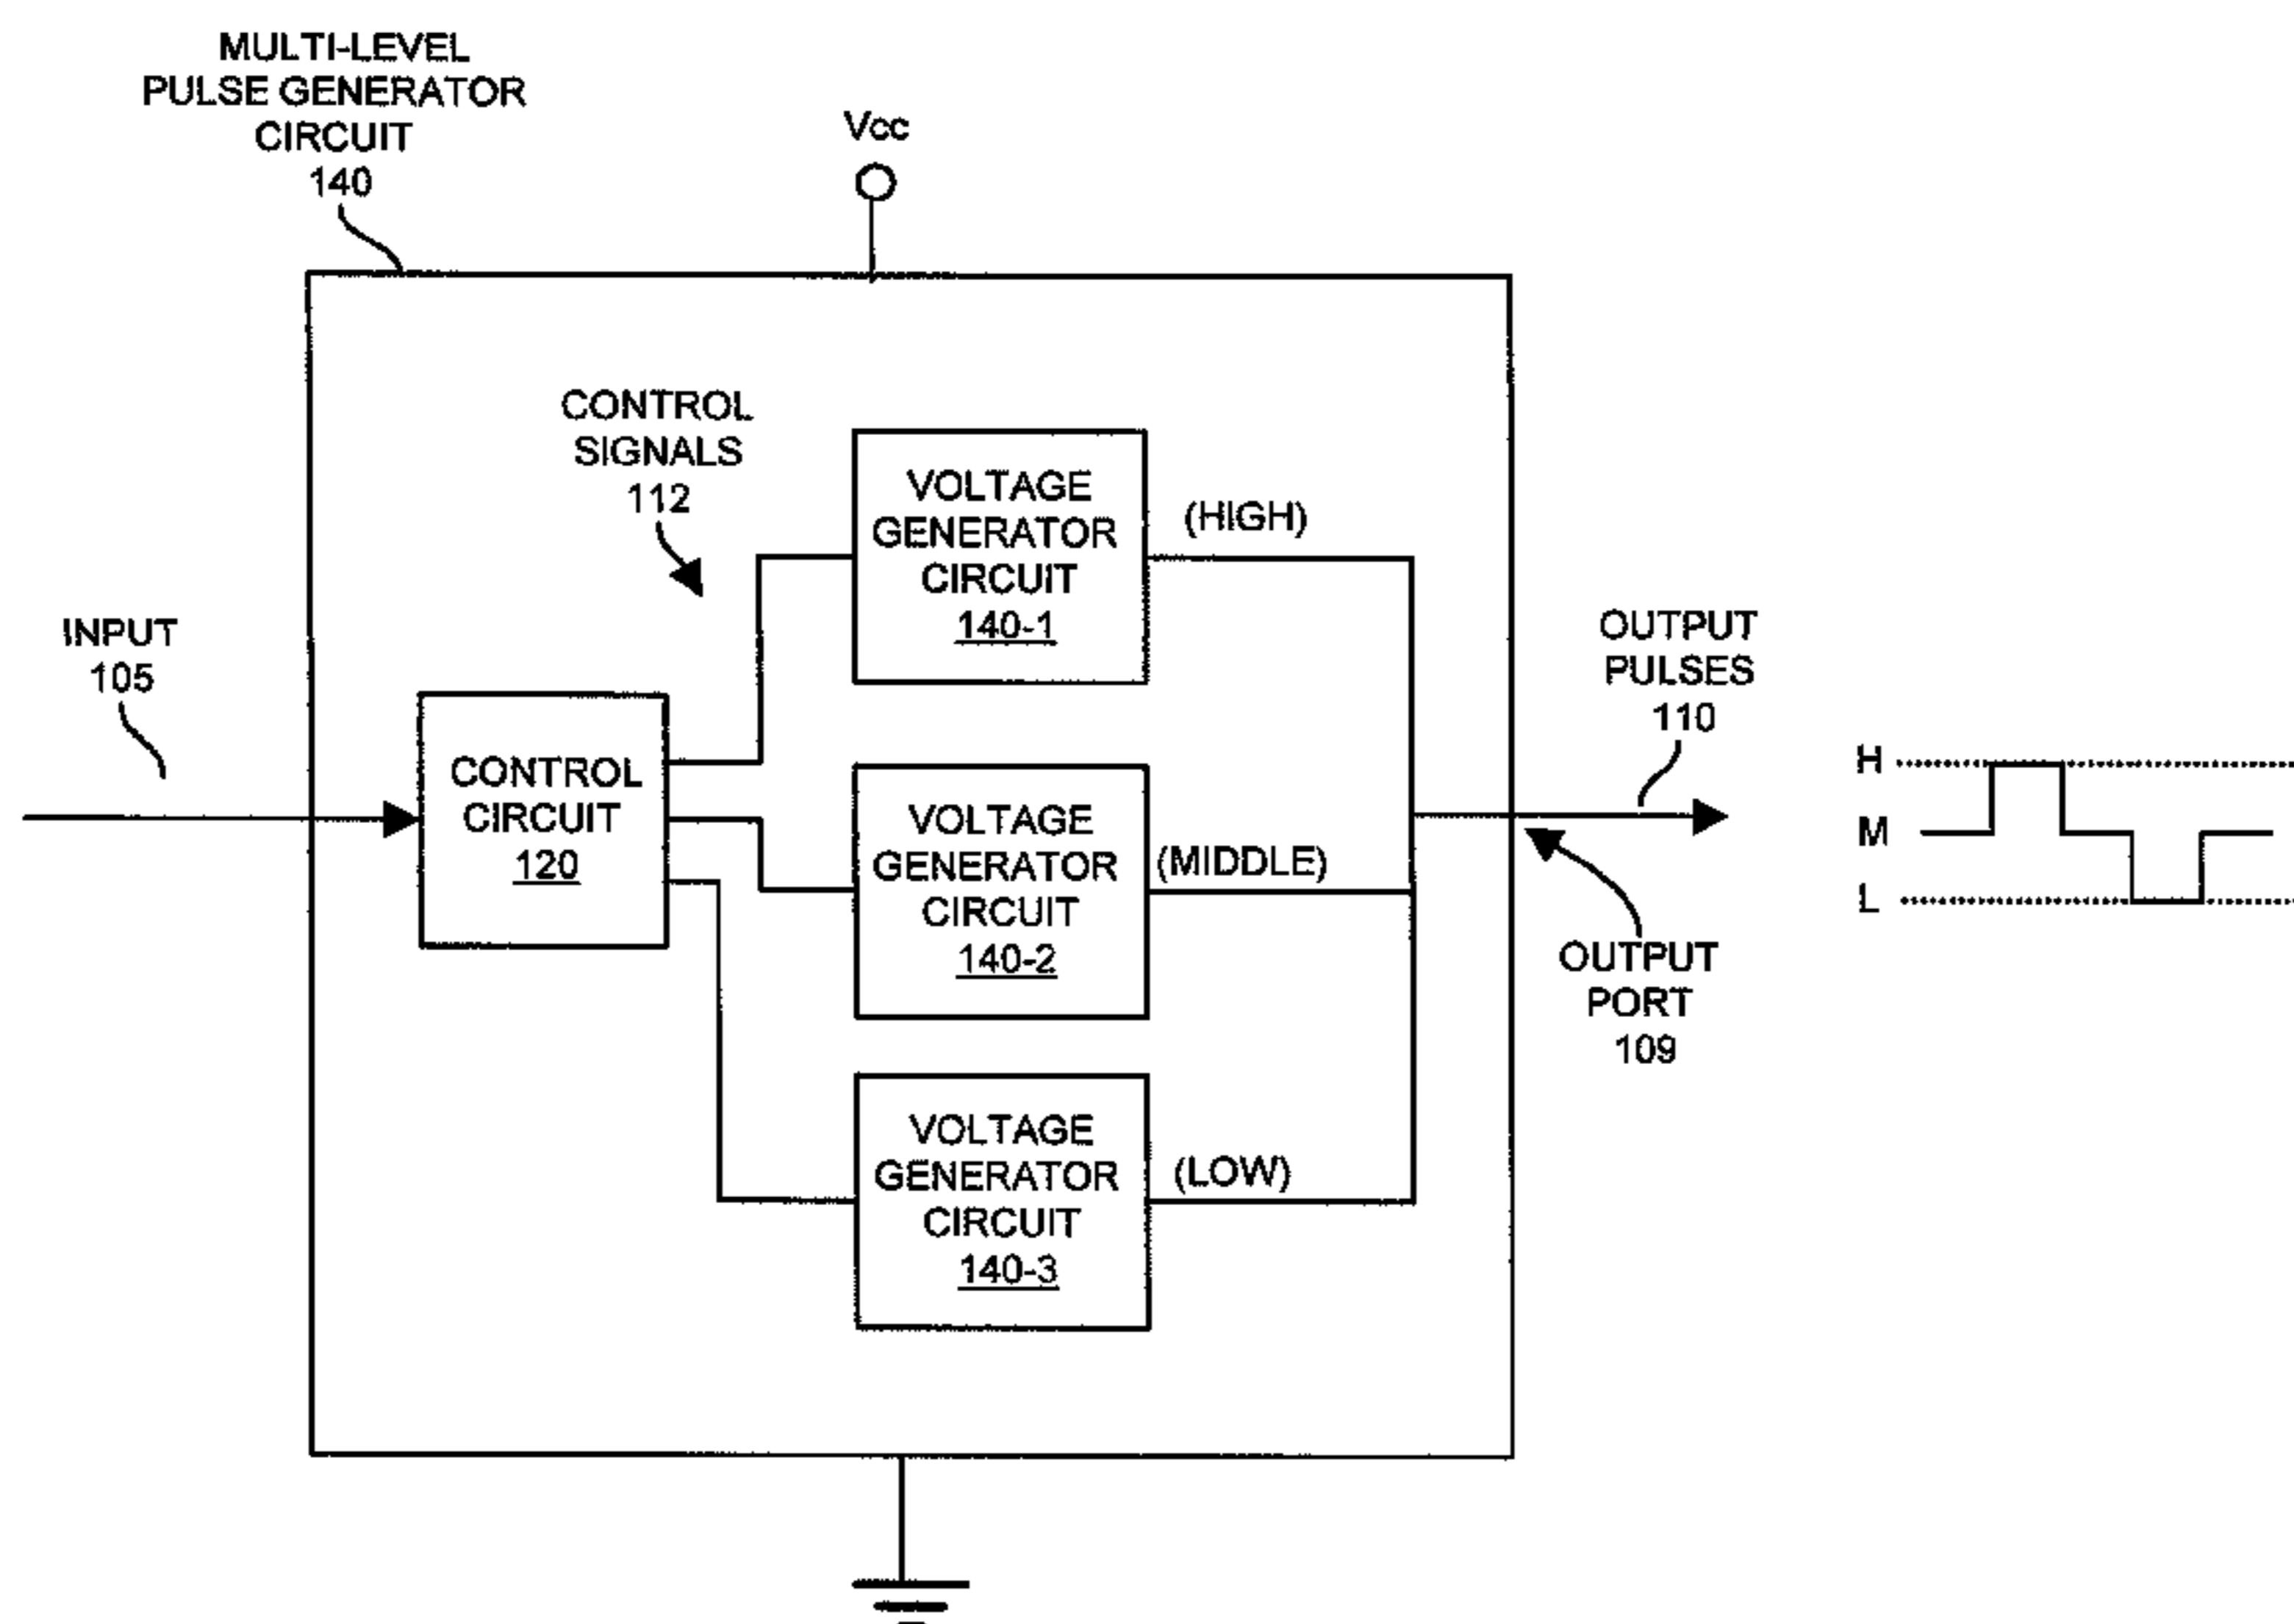 MULTI-LEVEL
PULSE GENERATOR
CIRCUIT
140
Vcc
CONTROL
SIGNALS
112
VOLTAGE
GENERATOR
CIRCUIT
140-1
(HIGH)
INPUT
105
CONTROL
CIRCUIT
120
VOLTAGE
GENERATOR
CIRCUIT
140-2
(MIDDLE)
VOLTAGE
GENERATOR
CIRCUIT
140-3
(LOW)
OUTPUT
PULSES
110
OUTPUT
PORT
109
H
M
L